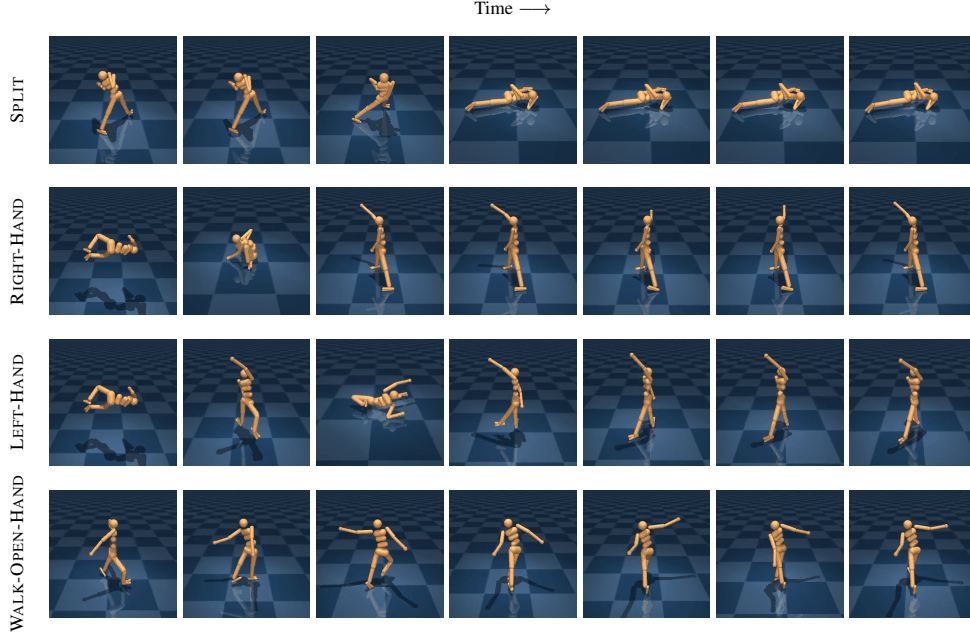 Time ⟶
SPLIT
RIGHT-HAND
LEFT-HAND
WALK-OPEN-HAND